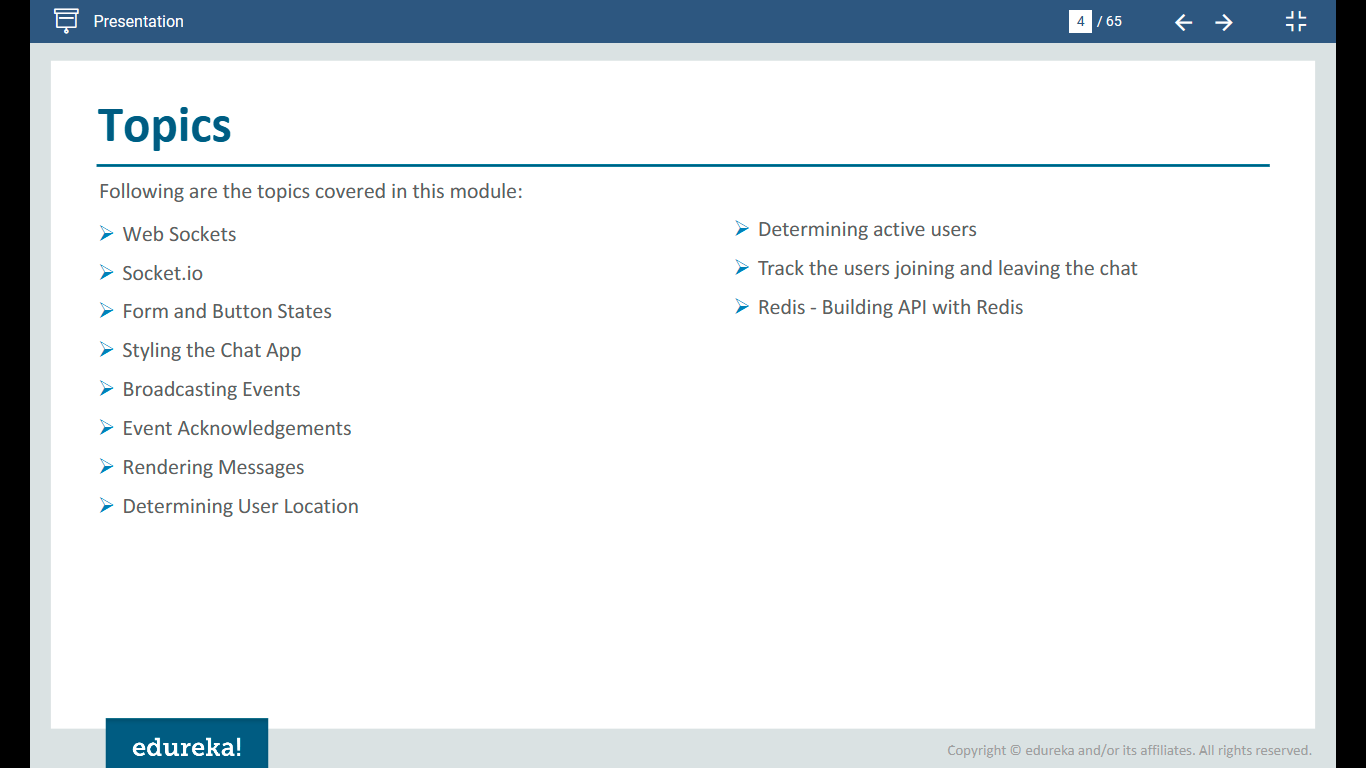 Presentation
4 / 65
Topics
Following are the topics covered in this module:
Web Sockets
Socket.io
Form and Button States
Styling the Chat App
Broadcasting Events
Event Acknowledgements
Rendering Messages
Determining User Location
Determining active users
Track the users joining and leaving the chat
Redis - Building API with Redis
edureka!
Copyright © edureka and/or its affiliates. All rights reserved.